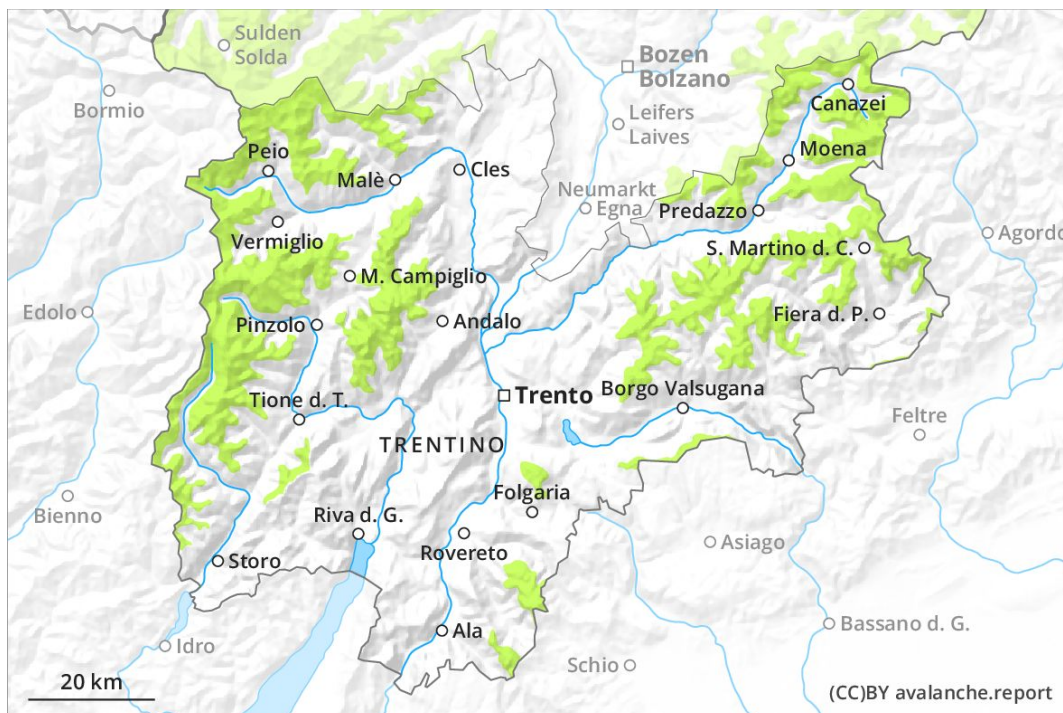 Sulden
Solda
Bozen
Bolzano
Bormio
Canazei
Leifers
Laives
Peio
Malè
Cles
Moena
Neumarkt
Egna
Predazzo
Vermiglio
S. Martino d. C.
Agordo
M. Campiglio
Edolo
Pinzolo
Andalo
Fiera d. P.
Tione d. T.
Trento
Borgo Valsugana
Feltre
TRENTINO
Bienno
Folgaria
Riva d. G.
Rovereto
Asiago
Storo
Idro
Ala
Schio
Bassano d. G.
20 km
(CC)BY avalanche.report